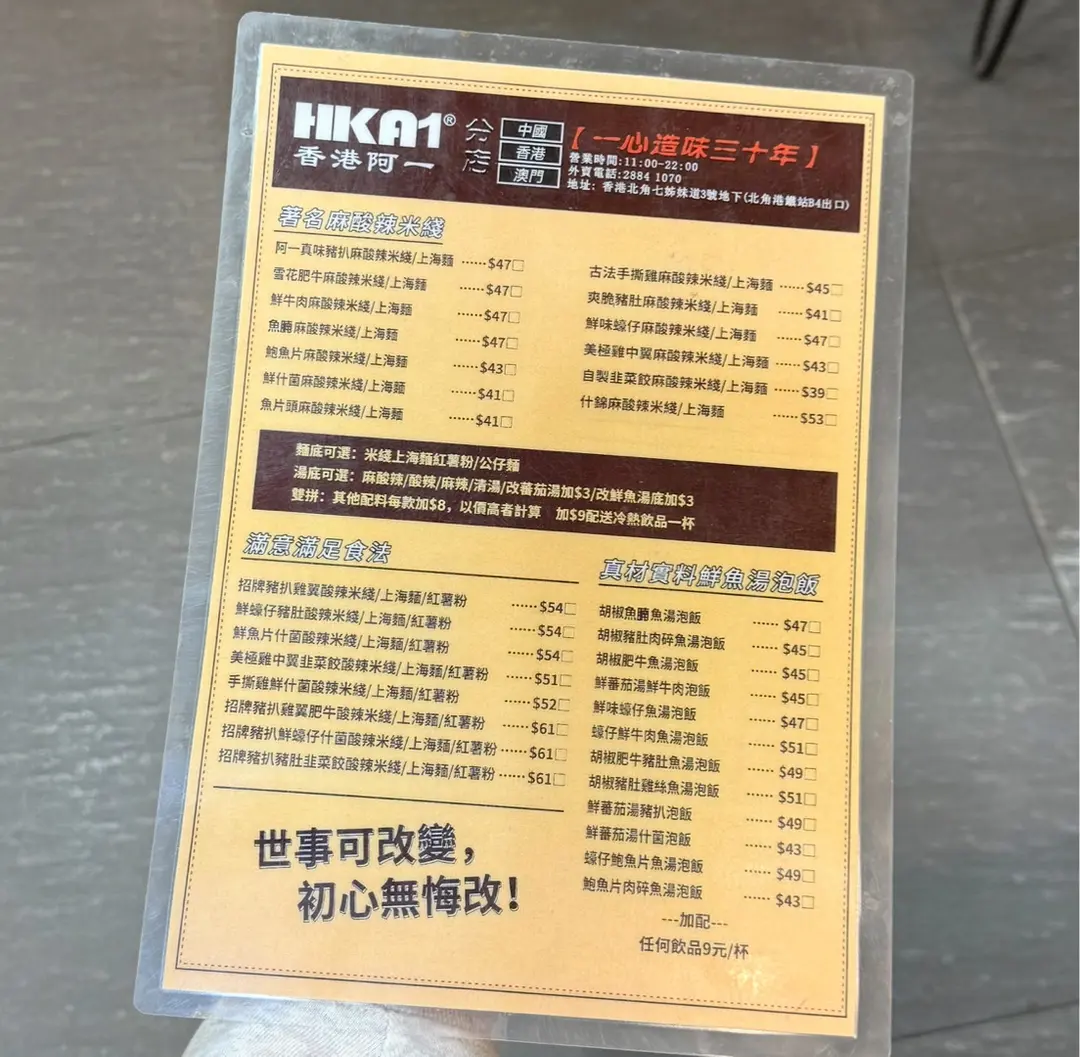 HKA1®
香港阿一
分店
中國
香港
澳門
【一心造味三十年】
營業時間:11:00-22:00
外賣電話:2884 1070
地址: 香港北角七姊妹道3號地下(北角港鐵站B4出口)
著名麻酸辣米綫
阿一真味豬扒麻酸辣米綫/上海麵 ······$47□
雪花肥牛麻酸辣米綫/上海麵 ······$47□
鮮牛肉麻酸辣米綫/上海麵 ······$47□
魚腩麻酸辣米綫/上海麵 ······$47□
鮑魚片麻酸辣米綫/上海麵 ······$43□
鮮什菌麻酸辣米綫/上海麵 ······$41□
魚片頭麻酸辣米綫/上海麵 ······$41□
古法手撕雞麻酸辣米綫/上海麵 ······$45□
爽脆豬肚麻酸辣米綫/上海麵 ······$41□
鮮味蠔仔麻酸辣米綫/上海麵 ······$47□
美極雞中翼麻酸辣米綫/上海麵 ······$43□
自製韭菜餃麻酸辣米綫/上海麵 ······$39□
什錦麻酸辣米綫/上海麵 ······$53□
麵底可選：米綫上海麵紅薯粉/公仔麵
湯底可選：麻酸辣/酸辣/麻辣/清湯/改蕃茄湯加$3/改鮮魚湯底加$3
雙拼：其他配料每款加$8，以價高者計算 加$9配送冷熱飲品一杯
滿意滿足食法
招牌豬扒雞翼酸辣米綫/上海麵/紅薯粉 ······$54□
鮮蠔仔豬肚酸辣米綫/上海麵/紅薯粉 ······$54□
鮮魚片什菌酸辣米綫/上海麵/紅薯粉 ······$54□
美極雞中翼韭菜餃酸辣米綫/上海麵/紅薯粉 ······$51□
手撕雞鮮什菌酸辣米綫/上海麵/紅薯粉 ······$52□
招牌豬扒雞翼肥牛酸辣米綫/上海麵/紅薯粉 ······$61□
招牌豬扒鮮蠔仔什菌酸辣米綫/上海麵/紅薯粉 ······$61□
招牌豬扒豬肚韭菜餃酸辣米綫/上海麵/紅薯粉 ······$61□
真材實料鮮魚湯泡飯
胡椒魚腩魚湯泡飯 ······$47□
胡椒豬肚肉碎魚湯泡飯 ······$45□
胡椒肥牛魚湯泡飯 ······$45□
鮮蕃茄湯鮮牛肉泡飯 ······$45□
鮮味蠔仔魚湯泡飯 ······$47□
蠔仔鮮牛肉魚湯泡飯 ······$51□
胡椒肥牛豬肚魚湯泡飯 ······$49□
胡椒豬肚雞絲魚湯泡飯 ······$51□
鮮蕃茄湯豬扒泡飯 ······$49□
鮮蕃茄湯什菌泡飯 ······$43□
蠔仔鮑魚片魚湯泡飯 ······$49□
鮑魚片肉碎魚湯泡飯 ······$43□
---加配---
任何飲品9元/杯
世事可改變，
初心無悔改！